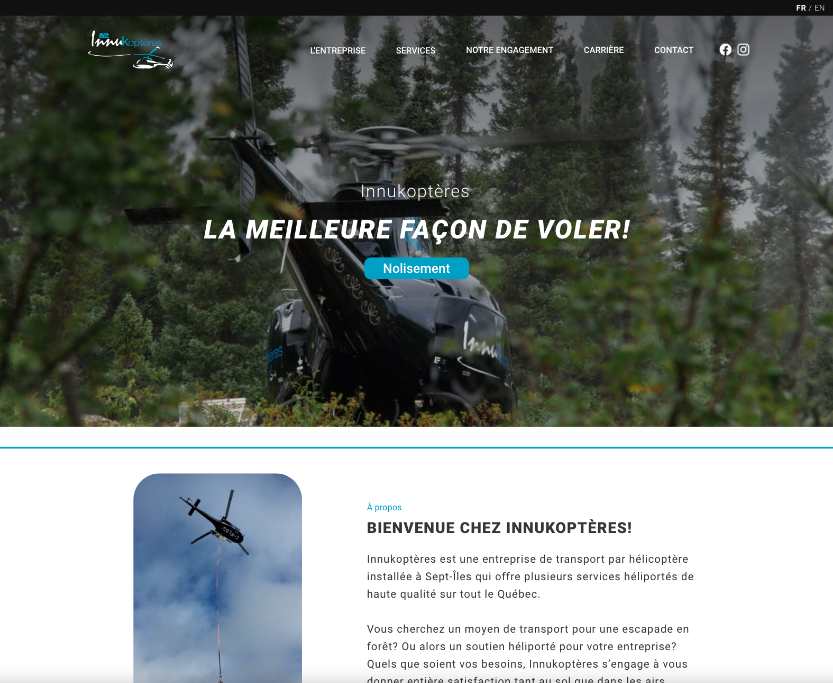 FR / EN
InnuKoptères
L'ENTREPRISE SERVICES NOTRE ENGAGEMENT CARRIÈRE CONTACT
Innukoptères
LA MEILLEURE FAÇON DE VOLER!
Nolisement
Innu
À propos
BIENVENUE CHEZ INNUKOPTÈRES!
Innukoptères est une entreprise de transport par hélicoptère
installée à Sept-Îles qui offre plusieurs services héliportés de
haute qualité sur tout le Québec.
Vous cherchez un moyen de transport pour une escapade en
forêt? Ou alors un soutien héliporté pour votre entreprise?
Quels que soient vos besoins, Innukoptères s'engage à vous
donner entière satisfaction tant au sol que dans les airs.